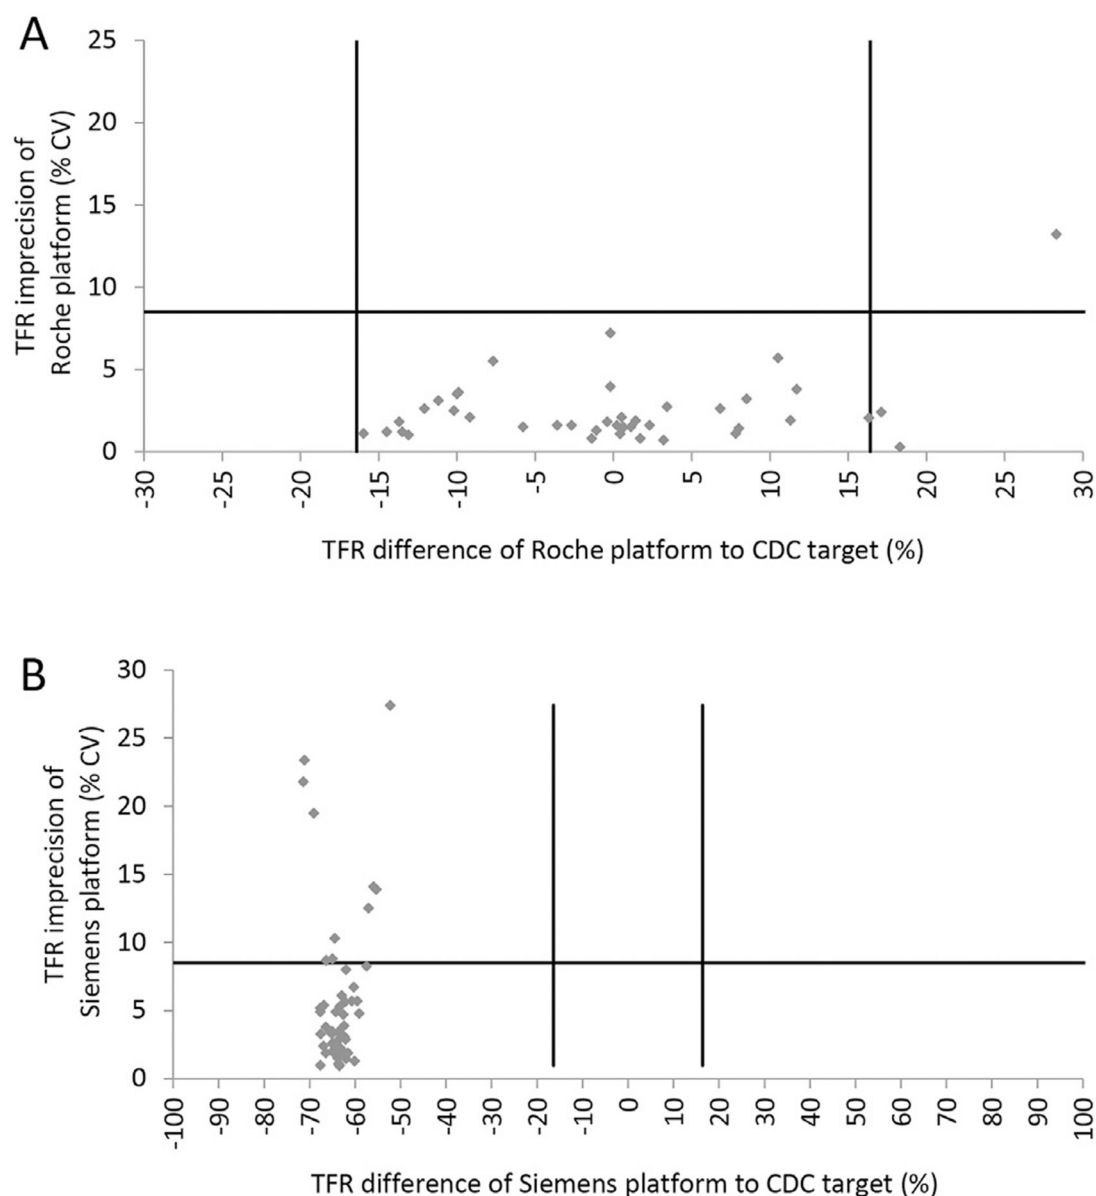 A
TFR imprecision of
Roche platform (% CV)
25
20
15
10
5
0
-30 -25 -20 -15 -10 -5 0 5 10 15 20 25 30
TFR difference of Roche platform to CDC target (%)
B
TFR imprecision of
Siemens platform (% CV)
30
25
20
15
10
5
0
-100 -90 -80 -70 -60 -50 -40 -30 -20 -10 0 10 20 30 40 50 60 70 80 90 100
TFR difference of Siemens platform to CDC target (%)